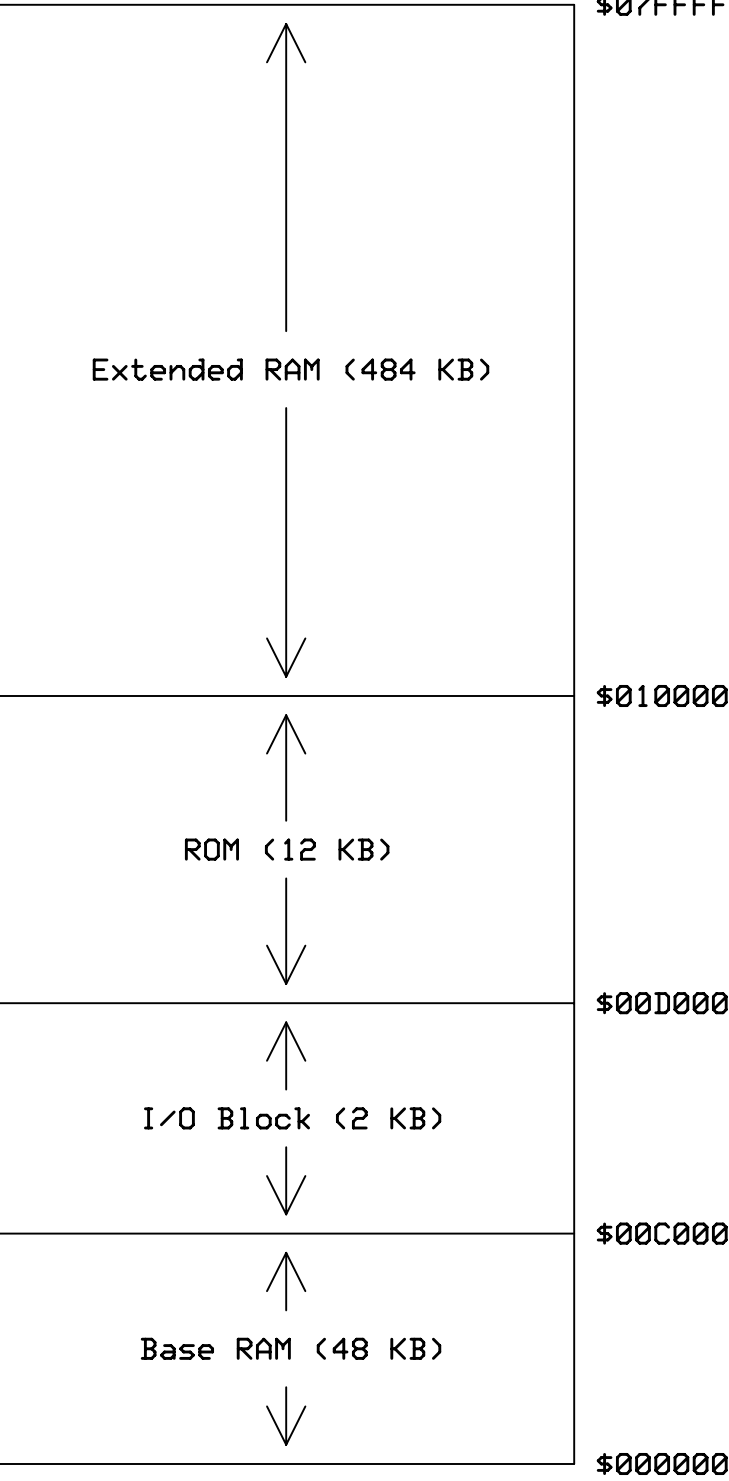 $07FFFF
Extended RAM (484 KB)
$010000
ROM (12 KB)
$00D000
I/O Block (2 KB)
$00C000
Base RAM (48 KB)
$000000